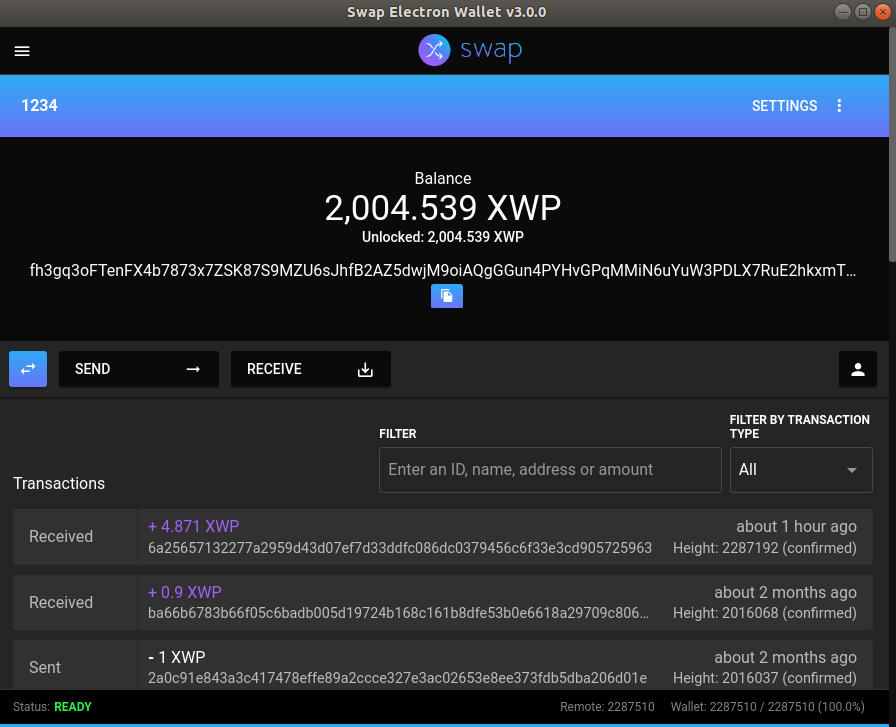 Swap Electron Wallet v3.0.0
swap
1234
SETTINGS
Balance
2,004.539 XWP
Unlocked: 2,004.539 XWP
fh3gq3oFTenFX4b7873x7ZSK87S9MZU6sJhfB2AZ5dwjM9oiAQgGGun4PYHvGPqMMiN6uYuW3PDLX7RuE2hkxmT...
SEND
RECEIVE
FILTER
FILTER BY TRANSACTION
TYPE
Enter an ID, name, address or amount
All
Transactions
Received
+ 4.871 XWP
about 1 hour ago
6a25657132277a2959d43d07ef7d33ddfc086dc0379456c6f33e3cd905725963
Height: 2287192 (confirmed)
Received
+ 0.9 XWP
about 2 months ago
ba66b6783b66f05c6badb005d19724b168c161b8dfe53b0e6618a29709c806...
Height: 2016068 (confirmed)
Sent
- 1 XWP
about 2 months ago
2a0c91e843a3c417478effe89a2ccce327e3ac02653e8ee373fdb5dba206d01e
Height: 2016037 (confirmed)
Status: READY
Remote: 2287510
Wallet: 2287510 / 2287510 (100.0%)